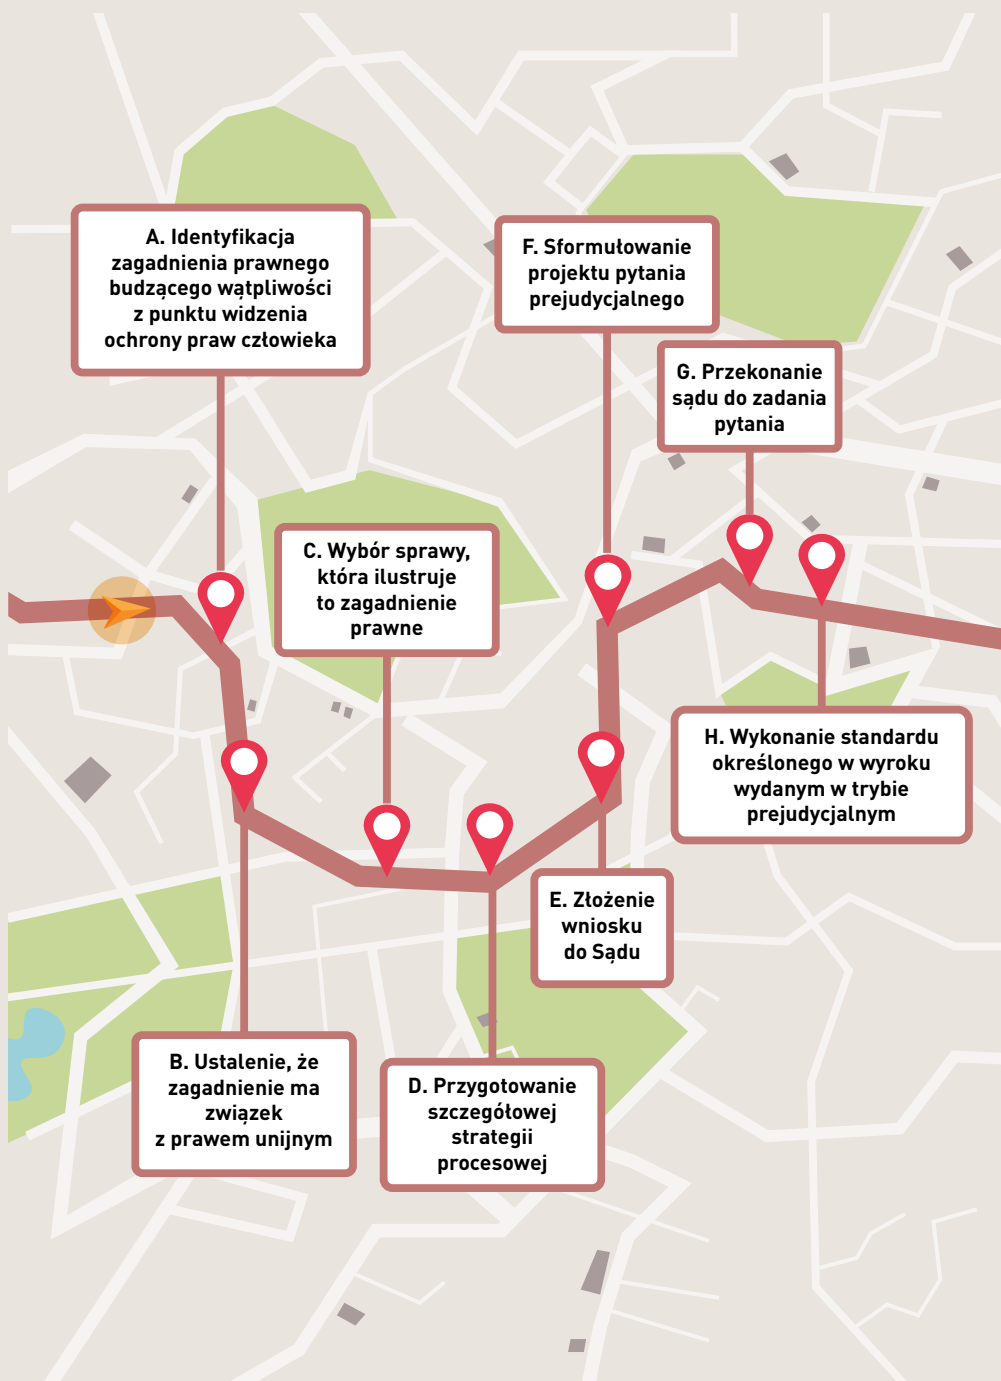 A. Identyfikacja
zagadnienia prawnego
budzącego wątpliwości
z punktu widzenia
ochrony praw człowieka
B. Ustalenie, że
zagadnienie ma
związek
z prawem unijnym
C. Wybór sprawy,
która ilustruje
to zagadnienie
prawne
D. Przygotowanie
szczegółowej
strategii
procesowej
E. Złożenie
wniosku
do Sądu
F. Sformułowanie
projektu pytania
prejudycjalnego
G. Przekonanie
sądu do zadania
pytania
H. Wykonanie standardu
określonego w wyroku
wydanym w trybie
prejudycjalnym